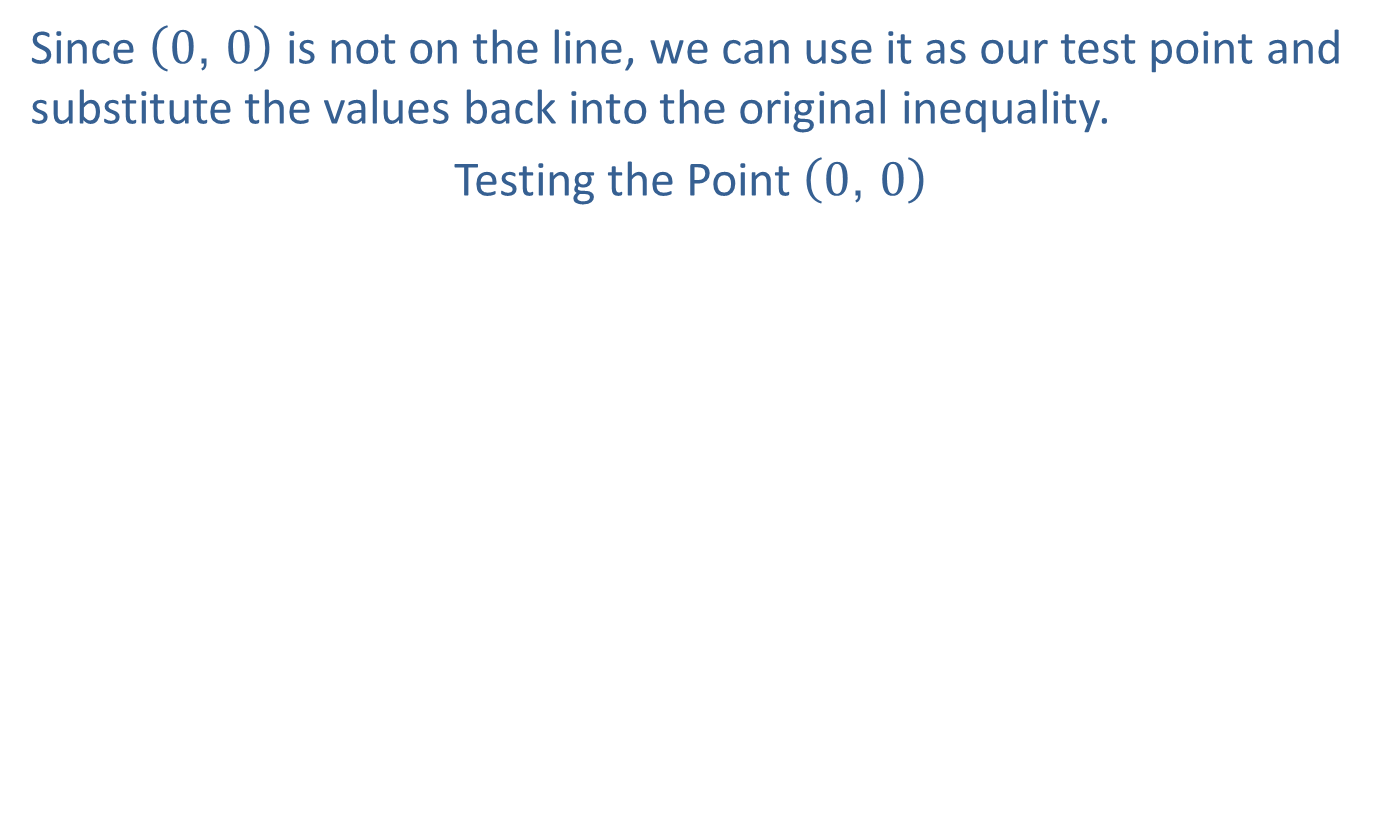 Since (0, 0) is not on the line, we can use it as our test point and
substitute the values back into the original inequality.
Testing the Point (0, 0)